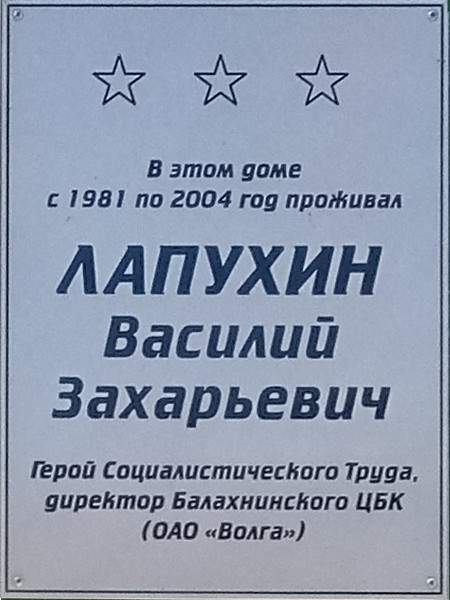 В этом доме
с 1981 по 2004 год проживал
ЛАПУХИН
Василий
Захарьевич
Герой Социалистического Труда,
директор Балахнинского ЦБК
(ОАО «Волга»)